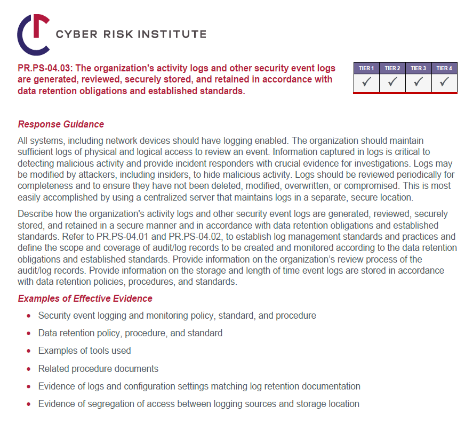 CYBER RISK INSTITUTE
PR.PS-04.03: The organization's activity logs and other security event logs
are generated, reviewed, securely stored, and retained in accordance with
data retention obligations and established standards.
TIER 1 TIER 2 TIER 3 TIER 4
✓ ✓ ✓ ✓
Response Guidance
All systems, including network devices should have logging enabled. The organization should maintain
sufficient logs of physical and logical access to review an event. Information captured in logs is critical to
detecting malicious activity and provide incident responders with crucial evidence for investigations. Logs may
be modified by attackers, including insiders, to hide malicious activity. Logs should be reviewed periodically for
completeness and to ensure they have not been deleted, modified, overwritten, or compromised. This is most
easily accomplished by using a centralized server that maintains logs in a separate, secure location.
Describe how the organization's activity logs and other security event logs are generated, reviewed, securely
stored, and retained in a secure manner and in accordance with data retention obligations and established
standards. Refer to PR.PS-04.01 and PR.PS-04.02, to establish log management standards and practices and
define the scope and coverage of audit/log records to be created and monitored according to the data retention
obligations and established standards. Provide information on the organization's review process of the
audit/log records. Provide information on the storage and length of time event logs are stored in accordance
with data retention policies, procedures, and standards.
Examples of Effective Evidence
• Security event logging and monitoring policy, standard, and procedure
• Data retention policy, procedure, and standard
• Examples of tools used
• Related procedure documents
• Evidence of logs and configuration settings matching log retention documentation
• Evidence of segregation of access between logging sources and storage location